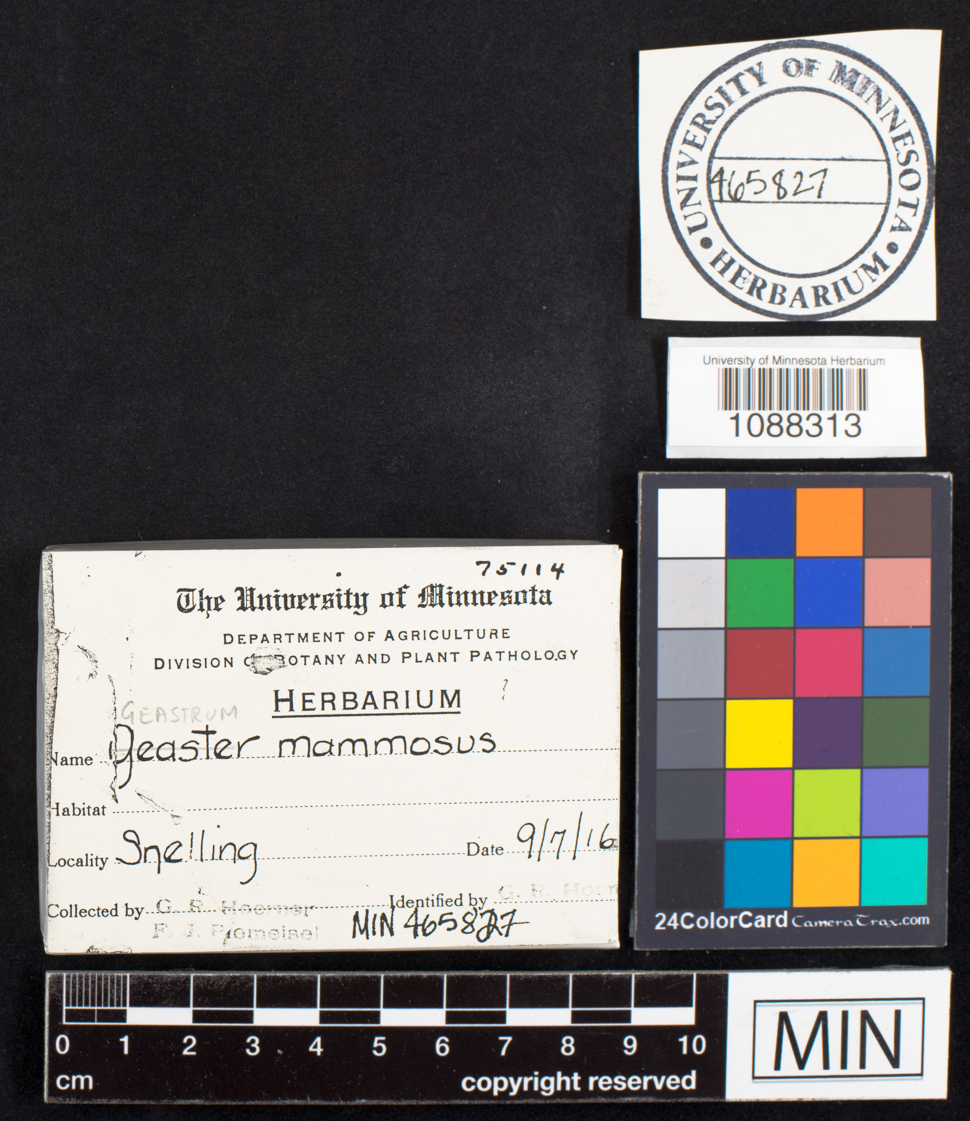 UNIVERSITY OF MINNESOTA
465827
• HERBARIUM •
University of Minnesota Herbarium
1088313
75114
The University of Minnesota
DEPARTMENT OF AGRICULTURE
DIVISION OF BOTANY AND PLANT PATHOLOGY
HERBARIUM ?
GEASTRUM
Name Geaster mammosus
Habitat
Locality Snelling Date 9/7/16
Collected by G. R. Hoerner Identified by G. R. Hoern
F. J. Piemeisel MIN 465827
24ColorCard CameraTrax.com
0 1 2 3 4 5 6 7 8 9 10
cm copyright reserved
MIN